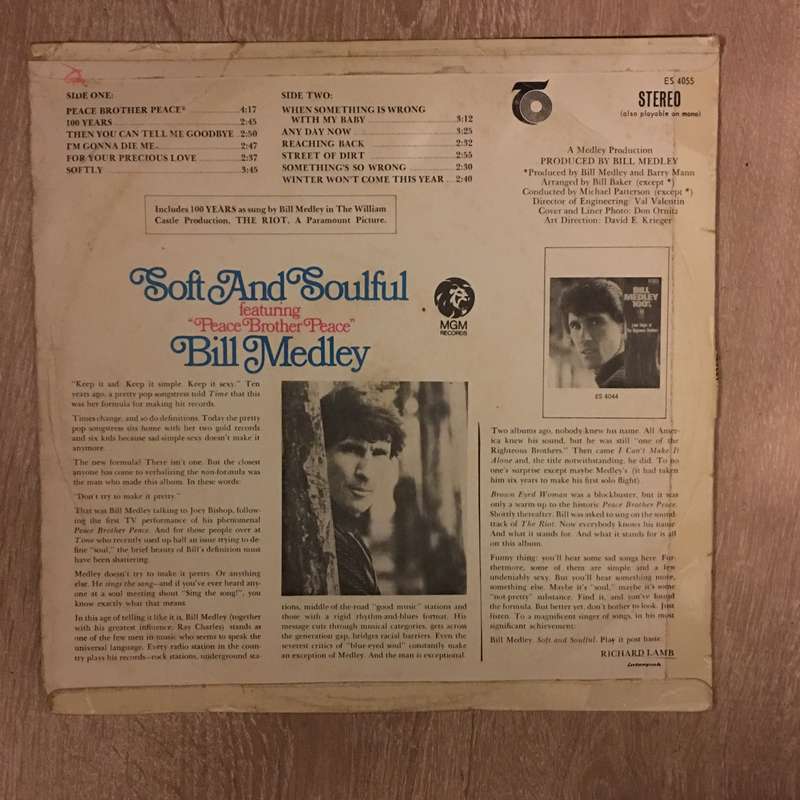 SIDE ONE:
PEACE BROTHER PEACE* 4:17
100 YEARS 2:45
THEN YOU CAN TELL ME GOODBYE 2:50
I'M GONNA DIE ME 2:47
FOR YOUR PRECIOUS LOVE 2:37
SOFTLY 3:45
SIDE TWO:
WHEN SOMETHING IS WRONG
WITH MY BABY 3:12
ANY DAY NOW 3:25
REACHING BACK 2:32
STREET OF DIRT 2:55
SOMETHING'S SO WRONG 2:30
WINTER WON'T COME THIS YEAR 2:40
ES 4055
STEREO
(also playable on mono)
A Medley Production
PRODUCED BY BILL MEDLEY
*Produced by Bill Medley and Barry Mann
Arranged by Bill Baker (except *)
Conducted by Michael Patterson (except *)
Director of Engineering: Val Valentin
Cover and Liner Photo: Don Ornitz
Art Direction: David E. Krieger
Includes 100 YEARS as sung by Bill Medley in The William
Castle Production, THE RIOT, A Paramount Picture.
Soft And Soulful
featuring
"Peace Brother Peace"
Bill Medley
MGM
RECORDS
BILL
MEDLEY
100%
ES 4044
"Keep it sad. Keep it simple. Keep it sexy." Ten
years ago, a pretty pop songstress told Time that this
was her formula for making hit records.
Times change, and so do definitions. Today the pretty
pop songstress sits home with her two gold records
and six kids because sad-simple-sexy doesn't make it
anymore.
The new formula? There isn't one. But the closest
anyone has come to verbalising the non-formula was
the man who made this album. In these words:
"Don't try to make it pretty."
That was Bill Medley talking to Joey Bishop, follow-
ing the first TV performance of his phenomenal
Peace Brother Peace. And for those people over at
Time who recently used up half an issue trying to de-
fine "soul," the brief beauty of Bill's definition must
have been shattering.
Medley doesn't try to make it pretty. Or anything
else. He sings the song—and if you've ever heard any-
one at a soul meeting shout "Sing the song!", you
know exactly what that means.
In this age of telling it like it is, Bill Medley (together
with his greatest influence, Ray Charles) stands as
one of the few men in music who seems to speak the
universal language. Every radio station in the coun-
try plays his records—rock stations, underground sta-
tions, middle-of-the-road "good music" stations and
those with a rigid rhythm-and-blues format. His
message cuts through musical categories, gets across
the generation gap, bridges racial barriers. Even the
severest critics of "blue-eyed soul" constantly make
an exception of Medley. And the man is exceptional.
Two albums ago, nobody knew his name. All Amer-
ica knew his sound, but he was still "one of the
Righteous Brothers." Then came I Can't Make It
Alone and, the title notwithstanding, he did. To no
one's surprise except maybe Medley's (it had taken
him six years to make his first solo flight).
Brown Eyed Woman was a blockbuster, but it was
only a warm-up to the historic Peace Brother Peace.
Shortly thereafter, Bill was asked to sing on the sound-
track of The Riot. Now everybody knows his name.
And what it stands for. And what it stands for is all
on this album.
Funny thing: you'll hear some sad songs here. Fur-
thermore, some of them are simple and a few
undeniably sexy. But you'll hear something more,
something else. Maybe it's "soul," maybe it's some
"not-pretty" substance. Find it, and you've found
the formula. But better yet, don't bother to look. Just
listen. To a magnificent singer of songs, in his most
significant achievement:
Bill Medley. Soft and Soulful. Play it post haste.
RICHARD LAMB
Interpak